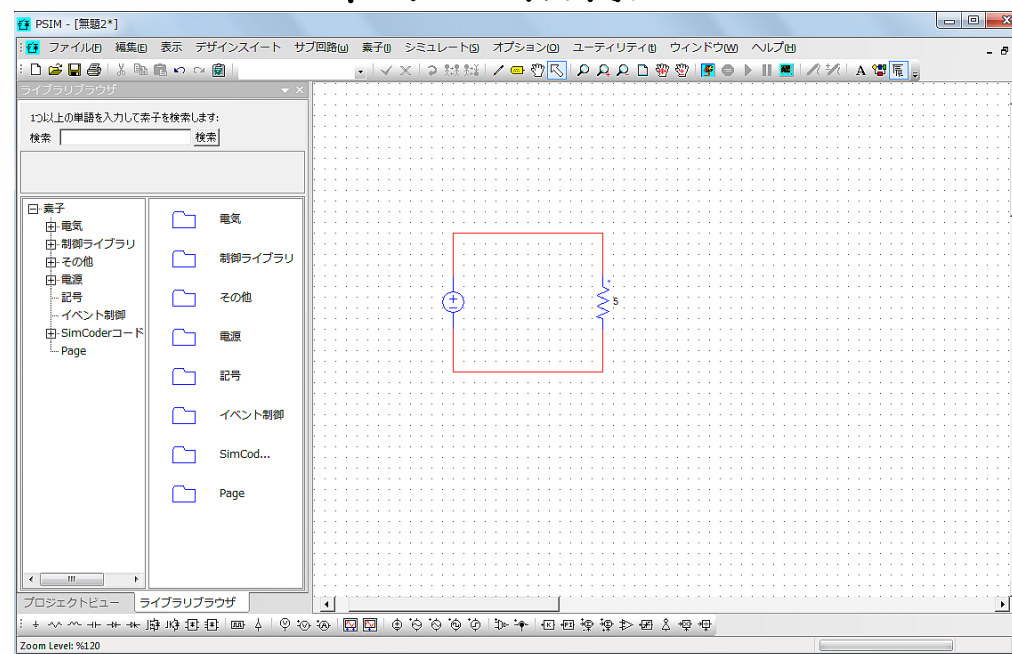 PSIM - [無題2*]
ファイル(F) 編集(E) 表示 デザインスイート サブ回路(u) 素子(l) シミュレート(S) オプション(O) ユーティリティ(t) ウィンドウ(W) ヘルプ(H)
ライブラリブラウザ
1つ以上の単語を入力して素子を検索します:
検索 検索
素子
電気
制御ライブラリ
その他
電源
記号
イベント制御
SimCoderコード
Page
電気
制御ライブラリ
その他
電源
記号
イベント制御
SimCod...
Page
5
プロジェクトビュー ライブラリブラウザ
Zoom Level: %120